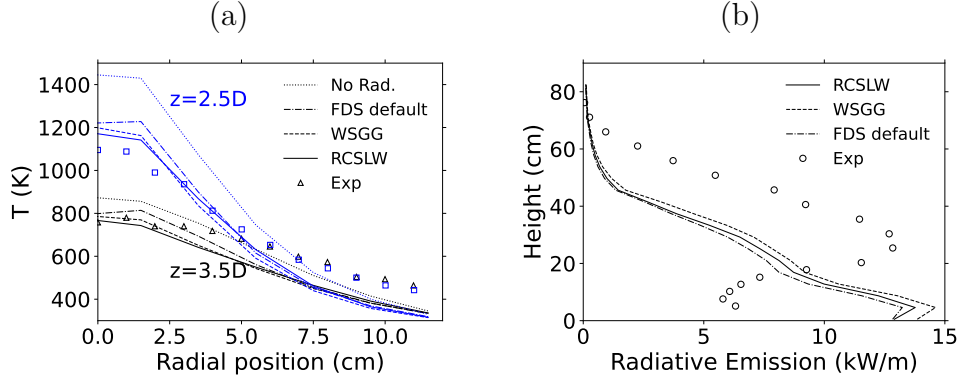 (a)
1400
1200
1000
800
600
400
T (K)
0.0 2.5 5.0 7.5 10.0
Radial position (cm)
z=2.5D
z=3.5D
No Rad.
FDS default
WSGG
RCSLW
Exp
(b)
80
60
40
20
0
Height (cm)
0 5 10 15
Radiative Emission (kW/m)
RCSLW
WSGG
FDS default
Exp